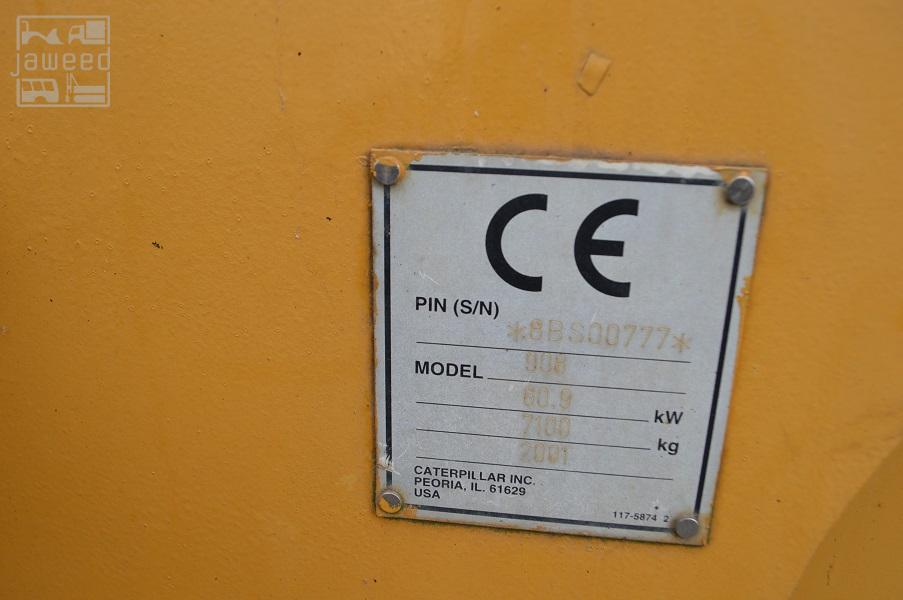 jaweed
CE
PIN (S/N)
*8BS00777*
MODEL 908
60.9 kW
7100 kg
2001
CATERPILLAR INC.
PEORIA, IL. 61629
USA
117-5874 2